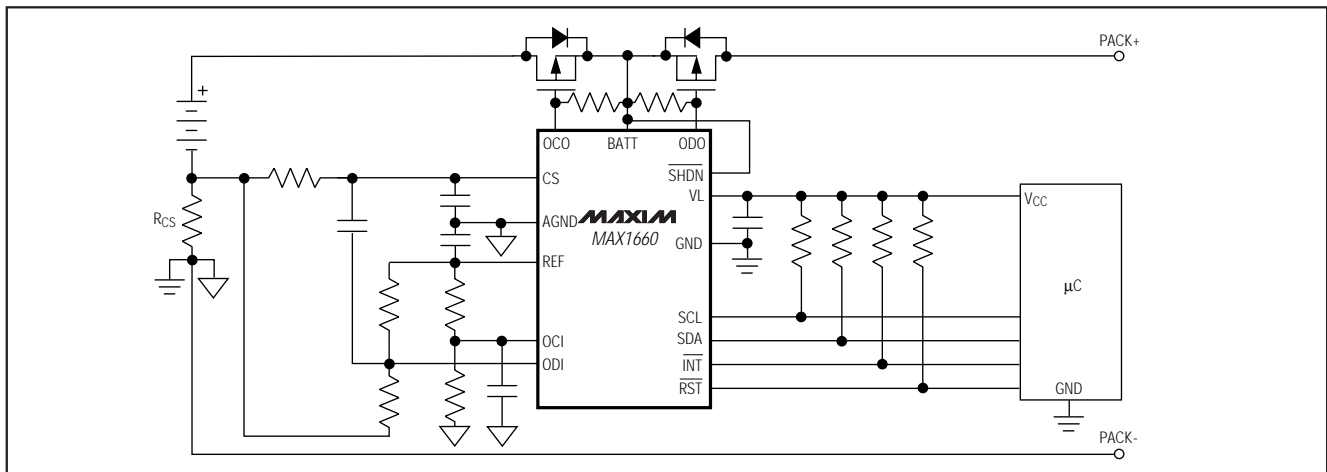 PACK+
+
OCO BATT ODO
CS
SHDN
VL
VCC
RCS
AGND
MAXIM
MAX1660
GND
REF
µC
SCL
OCI
SDA
ODI
INT
RST
GND
PACK-